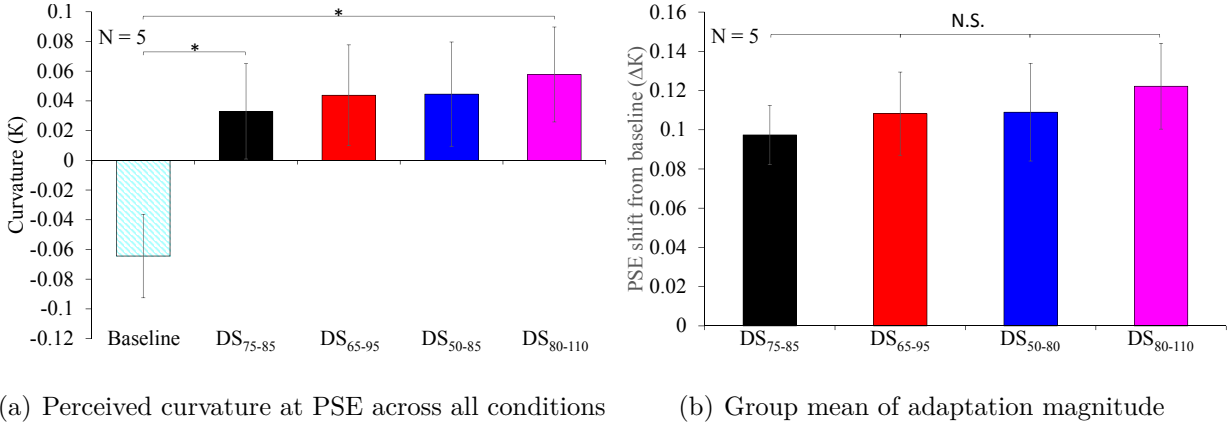 0.1
0.08
0.06
0.04
0.02
0
-0.02
-0.04
-0.06
-0.08
-0.1
-0.12
Curvature (K)
N = 5
*
*
Baseline DS75-85 DS65-95 DS50-85 DS80-110
(a) Perceived curvature at PSE across all conditions
0.16
0.14
0.12
0.1
0.08
0.06
0.04
0.02
0
PSE shift from baseline (ΔK)
N = 5
N.S.
DS75-85 DS65-95 DS50-80 DS80-110
(b) Group mean of adaptation magnitude